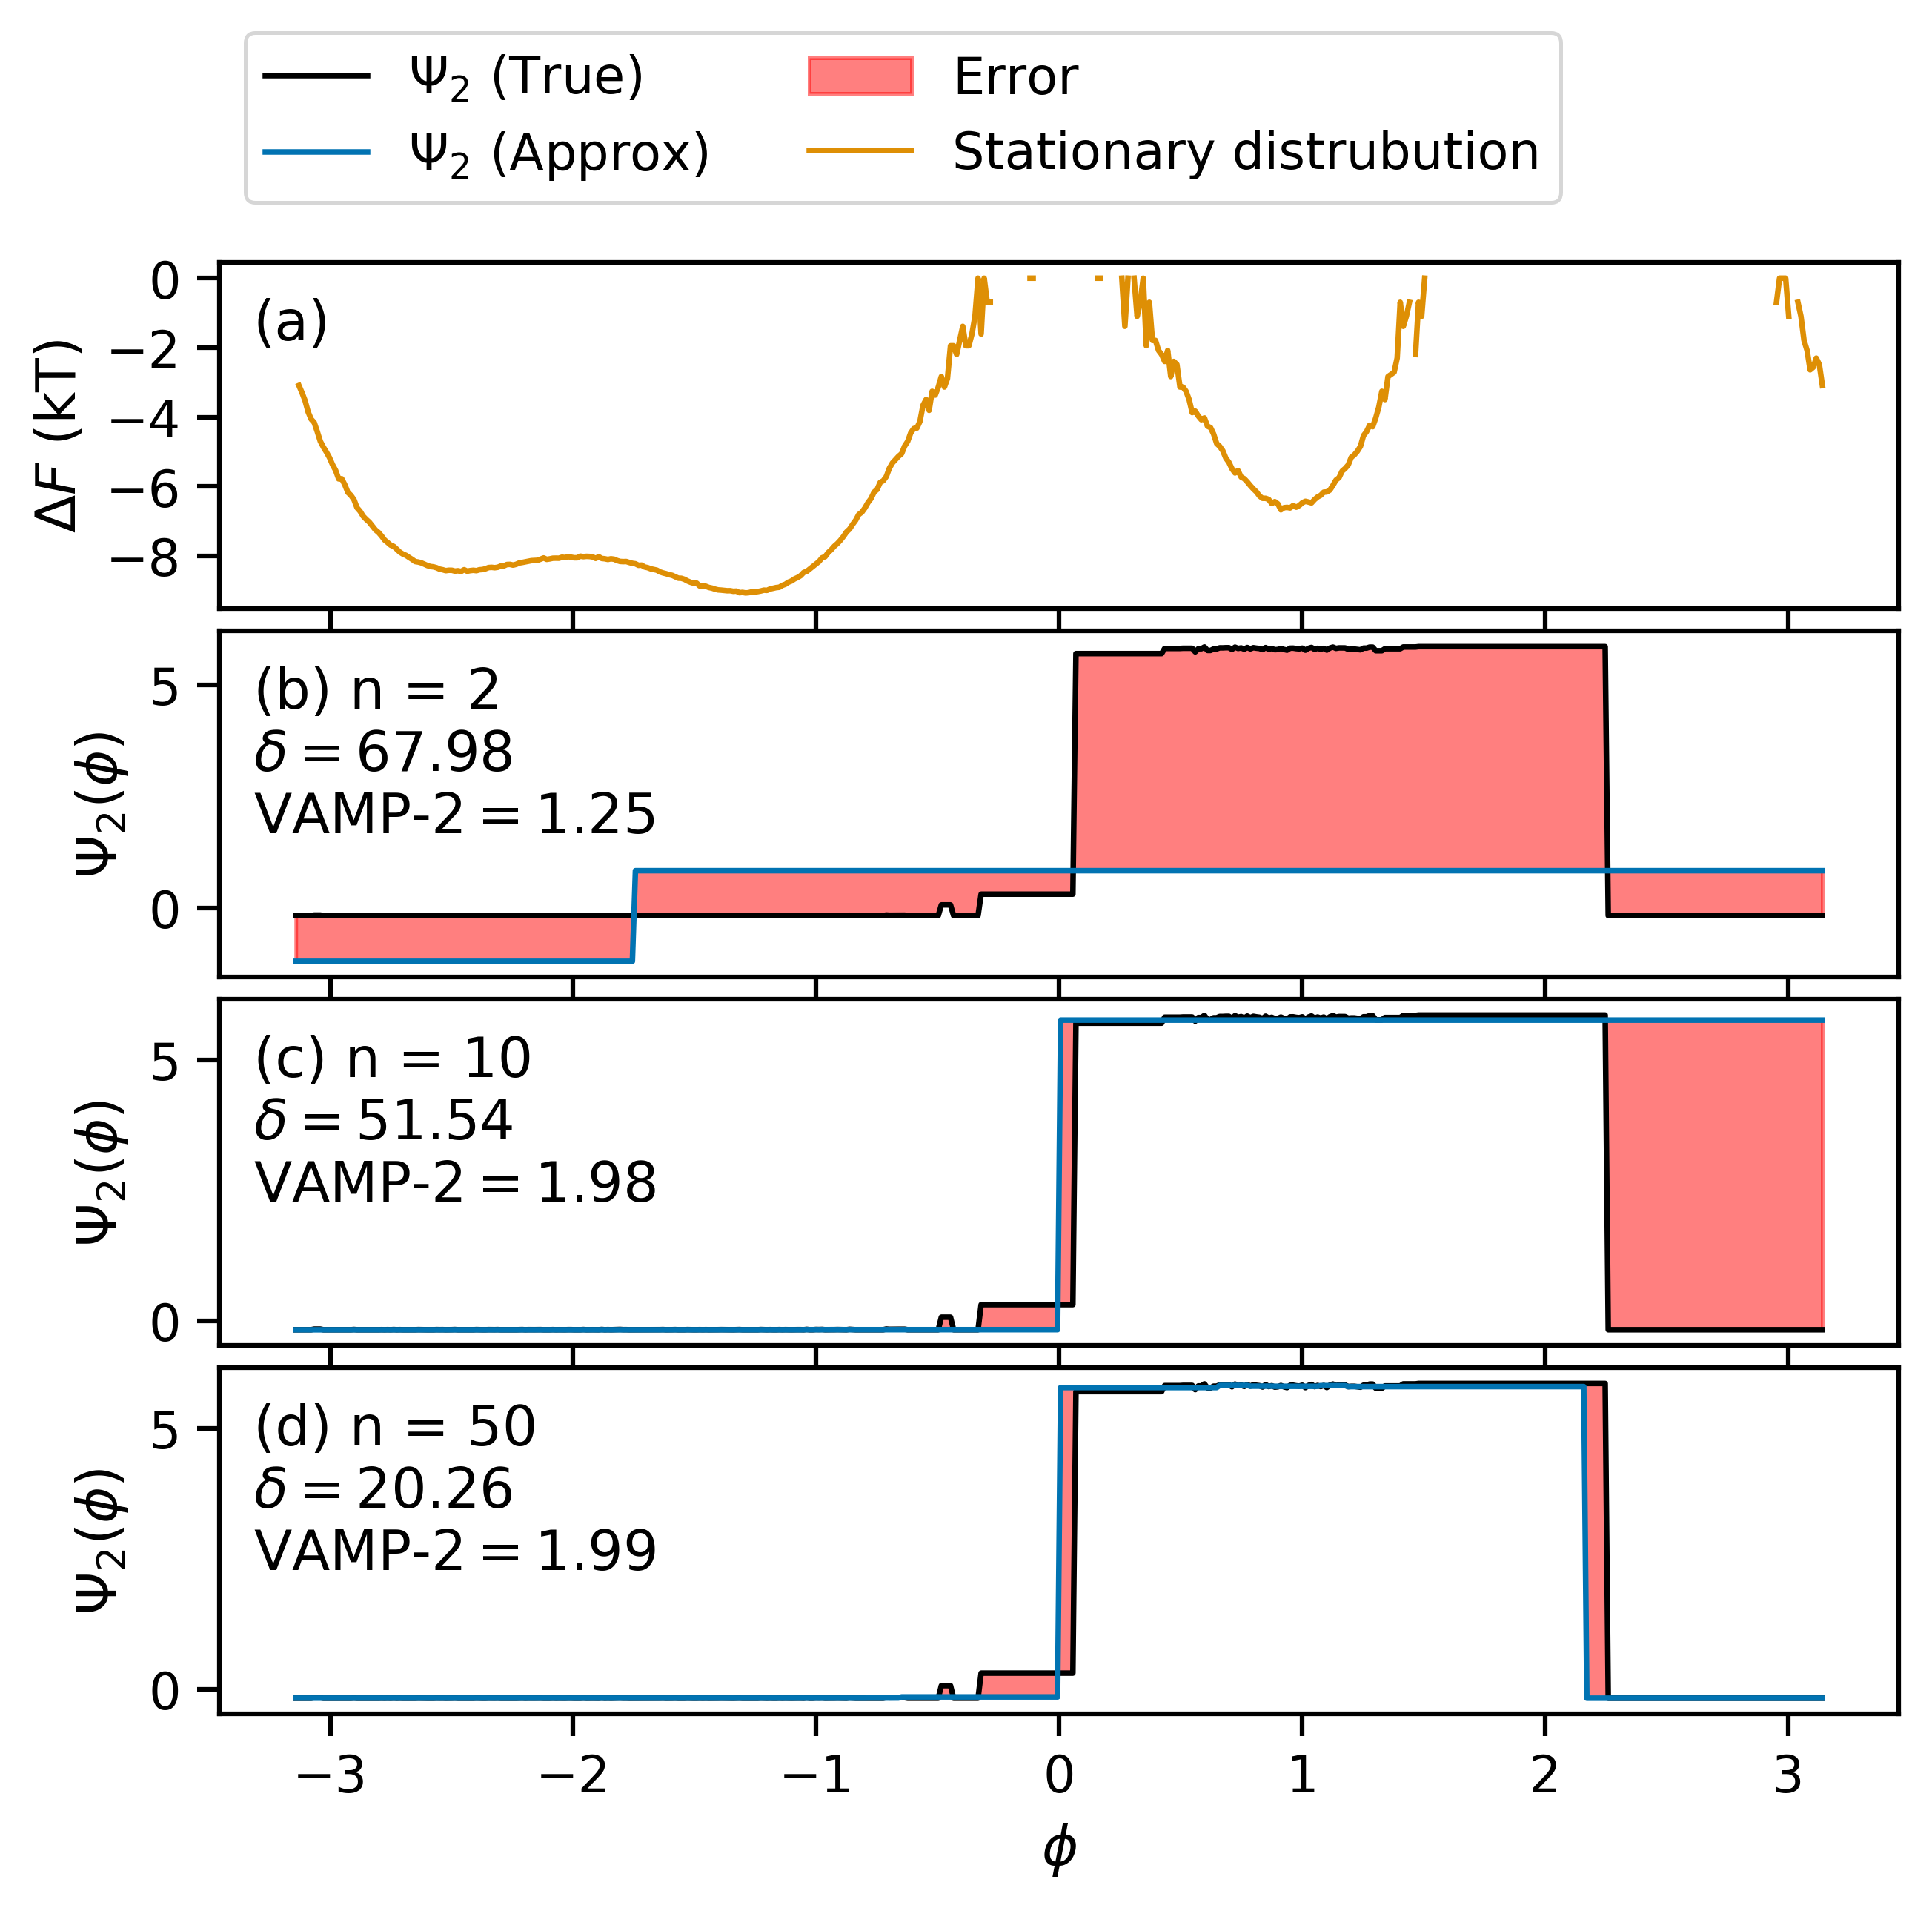 Ψ₂ (True)
Ψ₂ (Approx)
Error
Stationary distrubution
0
−2
−4
−6
−8
ΔF (kT)
(a)
5
0
Ψ₂(ϕ)
(b) n = 2
δ = 67.98
VAMP-2 = 1.25
5
0
Ψ₂(ϕ)
(c) n = 10
δ = 51.54
VAMP-2 = 1.98
5
0
Ψ₂(ϕ)
(d) n = 50
δ = 20.26
VAMP-2 = 1.99
−3 −2 −1 0 1 2 3
ϕ